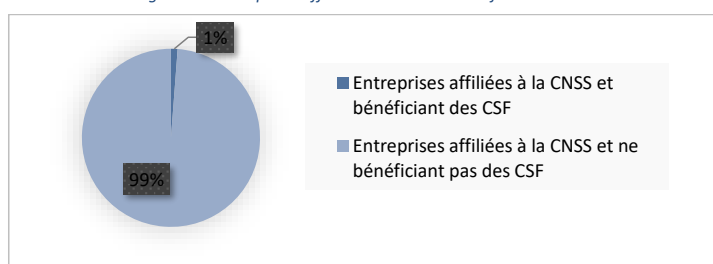 1%
99%
Entreprises affiliées à la CNSS et
bénéficiant des CSF
Entreprises affiliées à la CNSS et ne
bénéficiant pas des CSF